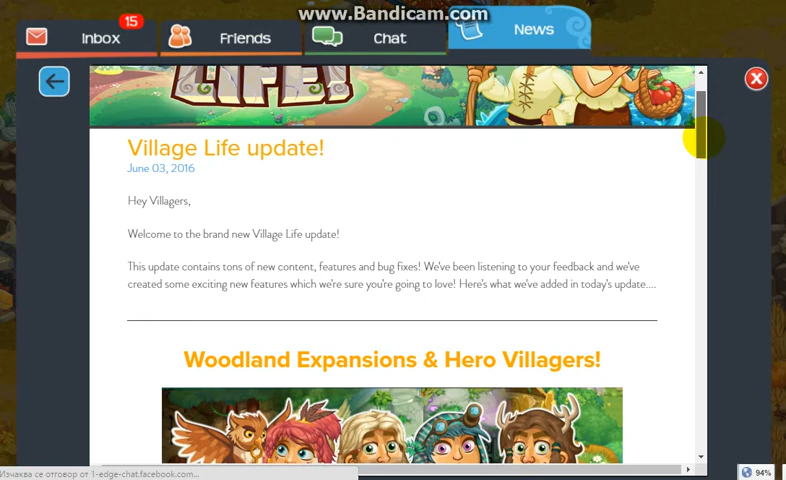 www.Bandicam.com
15
Inbox
Friends
Chat
News
LIFE!
Village Life update!
June 03, 2016
Hey Villagers,
Welcome to the brand new Village Life update!
This update contains tons of new content, features and bug fixes! We've been listening to your feedback and we've
created some exciting new features which we're sure you're going to love! Here's what we've added in today's update....
Woodland Expansions & Hero Villagers!
Изчаква се отговор от 1-edge-chat.facebook.com...
94%